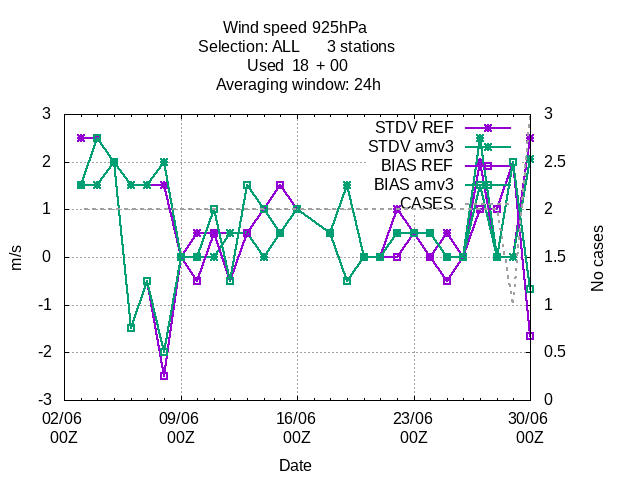 Wind speed 925hPa
Selection: ALL 3 stations
Used 18 + 00
Averaging window: 24h
STDV REF
STDV amv3
BIAS REF
BIAS amv3
CASES
3
2
1
0
-1
-2
-3
m/s
3
2.5
2
1.5
1
0.5
0
No cases
02/06 09/06 16/06 23/06 30/06
00Z 00Z 00Z 00Z 00Z
Date